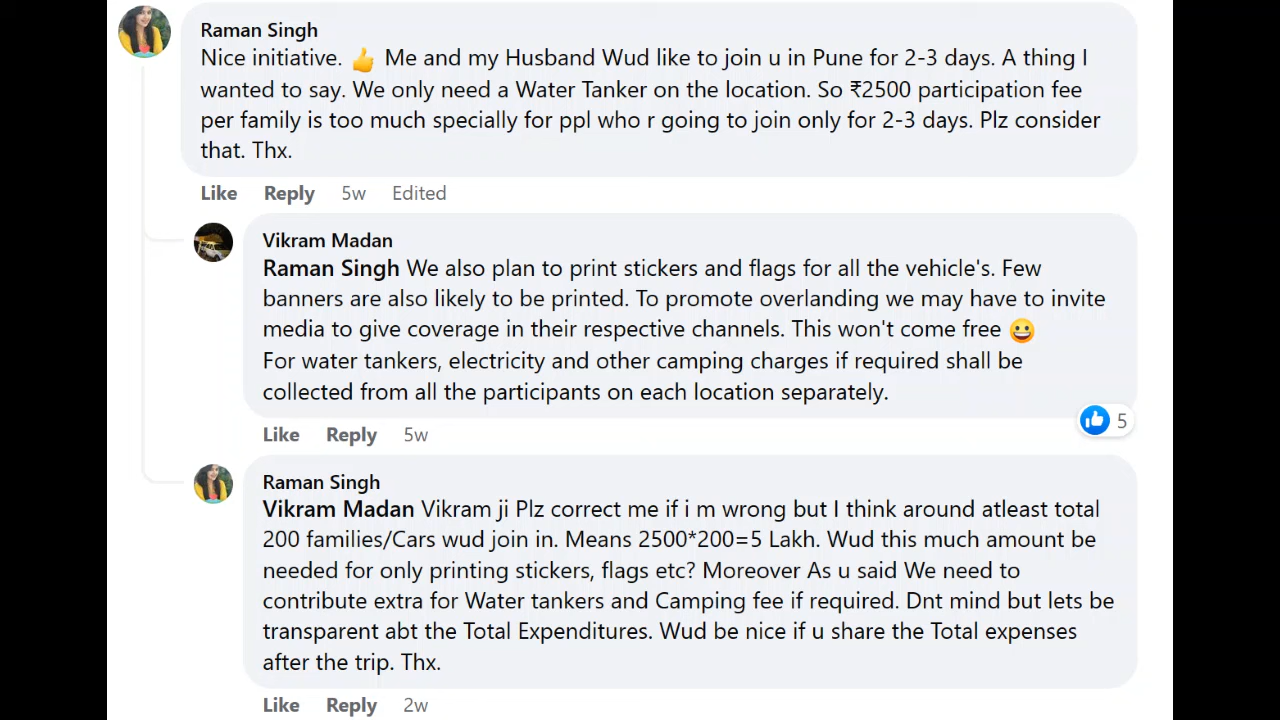 Raman Singh
Nice initiative. 👍 Me and my Husband Wud like to join u in Pune for 2-3 days. A thing I
wanted to say. We only need a Water Tanker on the location. So ₹2500 participation fee
per family is too much specially for ppl who r going to join only for 2-3 days. Plz consider
that. Thx.
Like Reply 5w Edited
Vikram Madan
Raman Singh We also plan to print stickers and flags for all the vehicle's. Few
banners are also likely to be printed. To promote overlanding we may have to invite
media to give coverage in their respective channels. This won't come free 😀
For water tankers, electricity and other camping charges if required shall be
collected from all the participants on each location separately.
5
Like Reply 5w
Raman Singh
Vikram Madan Vikram ji Plz correct me if i m wrong but I think around atleast total
200 families/Cars wud join in. Means 2500*200=5 Lakh. Wud this much amount be
needed for only printing stickers, flags etc? Moreover As u said We need to
contribute extra for Water tankers and Camping fee if required. Dnt mind but lets be
transparent abt the Total Expenditures. Wud be nice if u share the Total expenses
after the trip. Thx.
Like Reply 2w